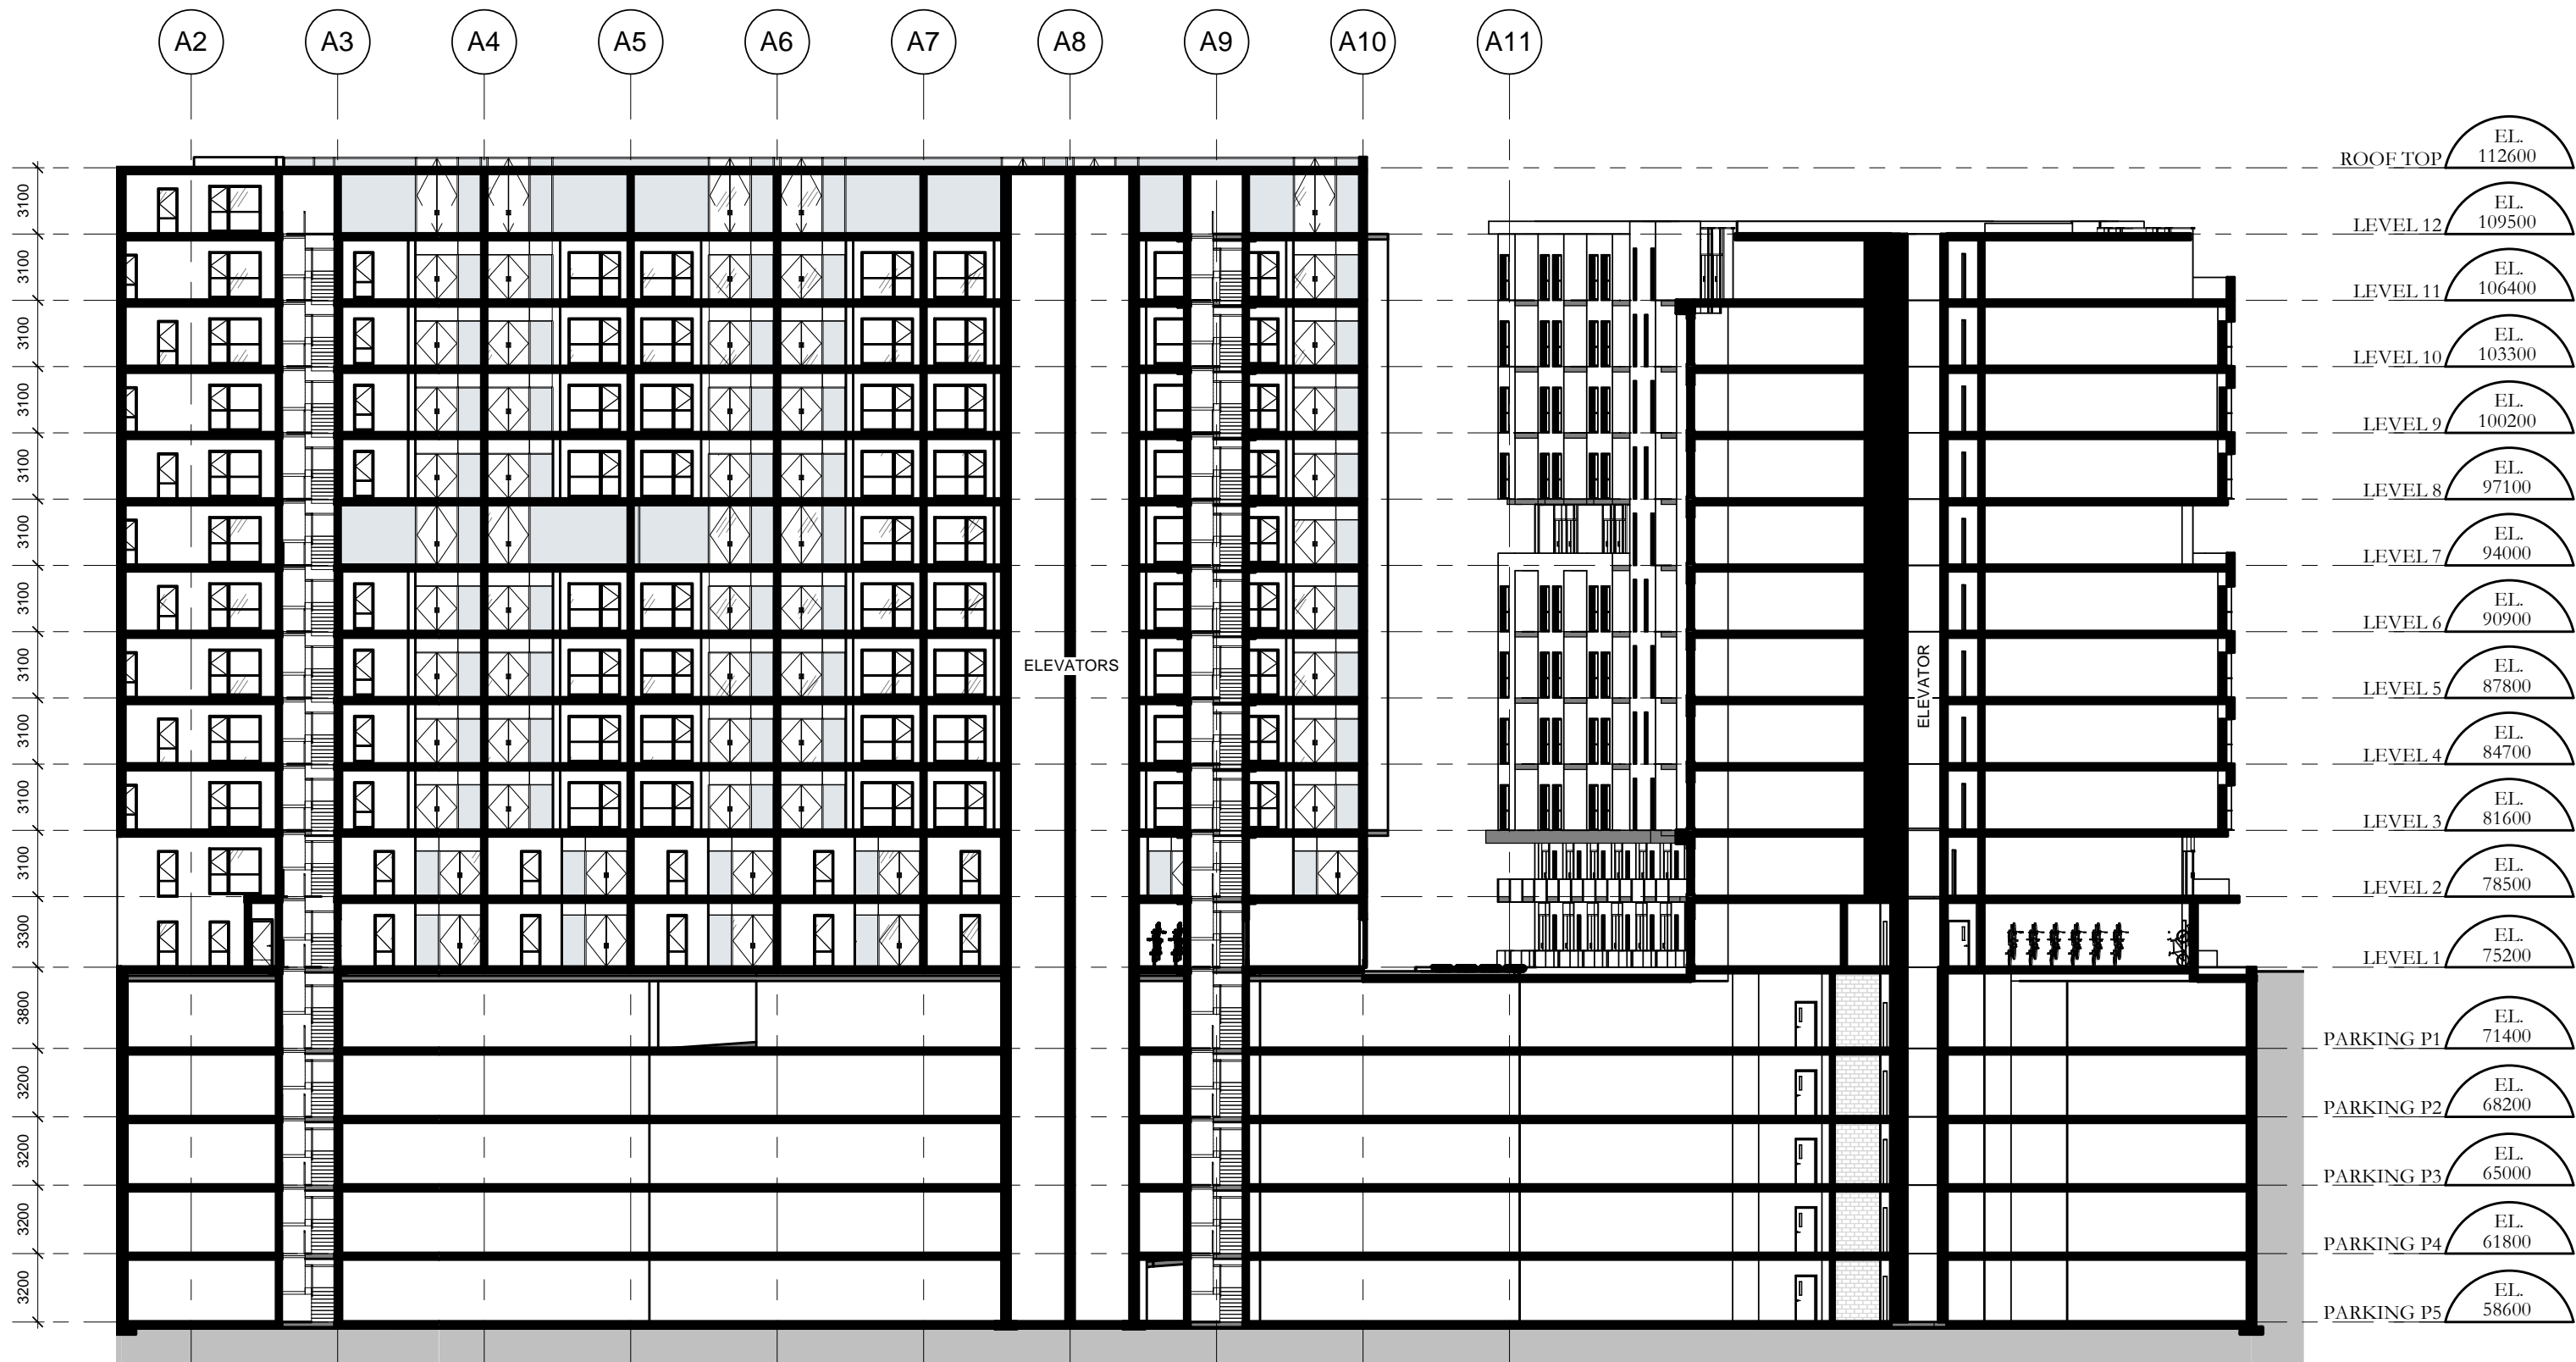 A2 A3 A4 A5 A6 A7 A8 A9 A10 A11
EL.
ROOF TOP 112600
3100
EL.
LEVEL 12 109500
3100
EL.
LEVEL 11 106400
3100
EL.
LEVEL 10 103300
3100
EL.
LEVEL 9 100200
3100
EL.
LEVEL 8 97100
3100
EL.
LEVEL 7 94000
3100
EL.
LEVEL 6 90900
3100
ELEVATORS
ELEVATOR
EL.
LEVEL 5 87800
3100
EL.
LEVEL 4 84700
3100
EL.
LEVEL 3 81600
3100
EL.
LEVEL 2 78500
3300
EL.
LEVEL 1 75200
3800
EL.
PARKING P1 71400
3200
EL.
PARKING P2 68200
3200
EL.
PARKING P3 65000
3200
EL.
PARKING P4 61800
3200
EL.
PARKING P5 58600